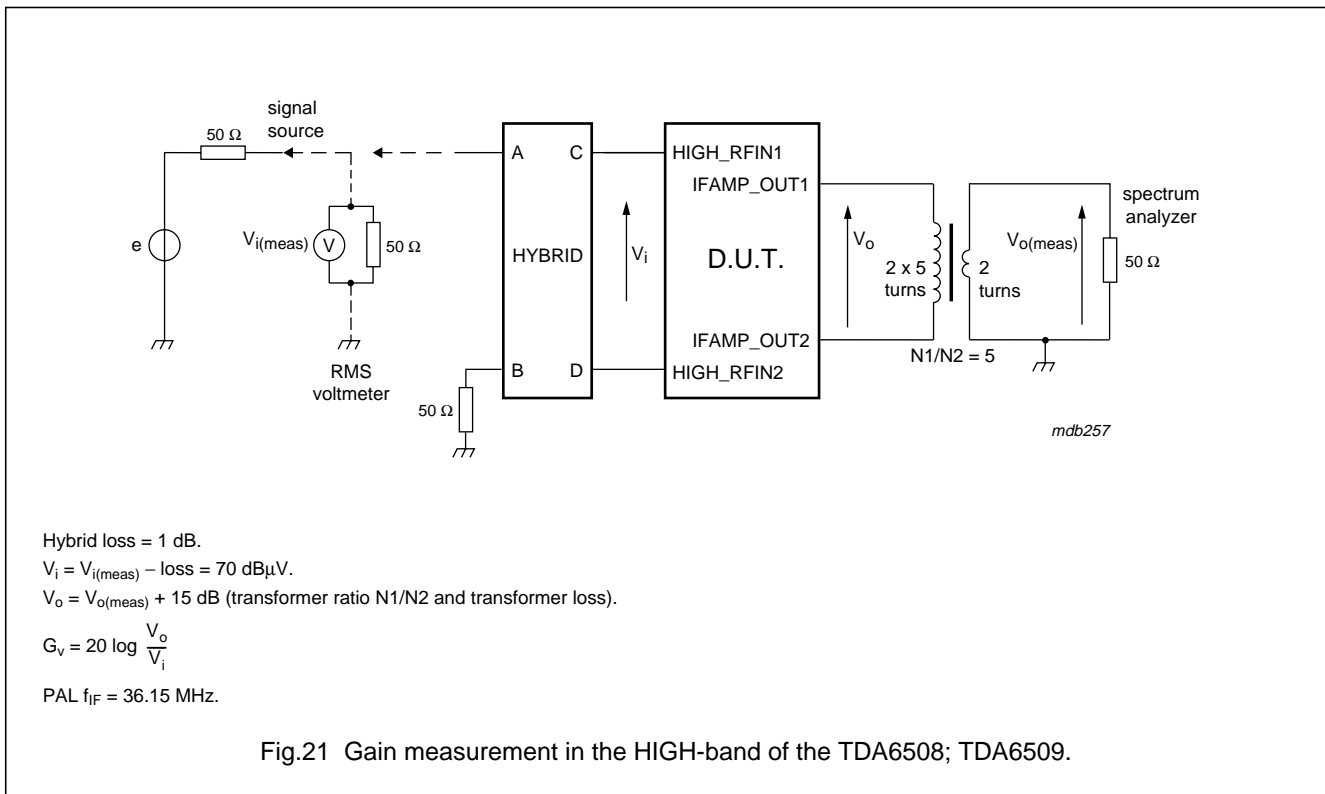 signal
source
50 Ω
e
V
Vi(meas)
50 Ω
RMS
voltmeter
A
C
HYBRID
B
D
50 Ω
Vi
HIGH_RFIN1
IFAMP_OUT1
D.U.T.
IFAMP_OUT2
HIGH_RFIN2
Vo
2 x 5
turns
2
turns
N1/N2 = 5
Vo(meas)
spectrum
analyzer
50 Ω
mdb257
Hybrid loss = 1 dB.
Vi = Vi(meas) − loss = 70 dBμV.
Vo = Vo(meas) + 15 dB (transformer ratio N1/N2 and transformer loss).
Gv = 20 log Vo/Vi
PAL fIF = 36.15 MHz.
Fig.21 Gain measurement in the HIGH-band of the TDA6508; TDA6509.